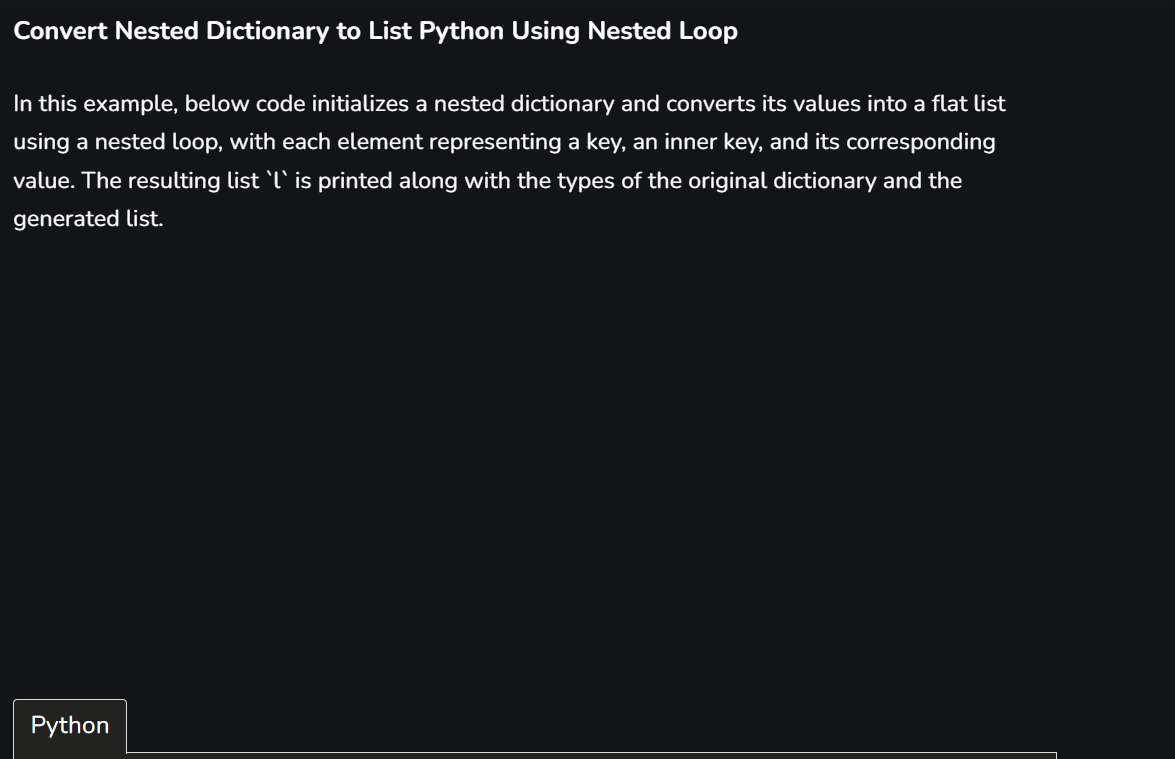 Convert Nested Dictionary to List Python Using Nested Loop
In this example, below code initializes a nested dictionary and converts its values into a flat list
using a nested loop, with each element representing a key, an inner key, and its corresponding
value. The resulting list `l` is printed along with the types of the original dictionary and the
generated list.
Python